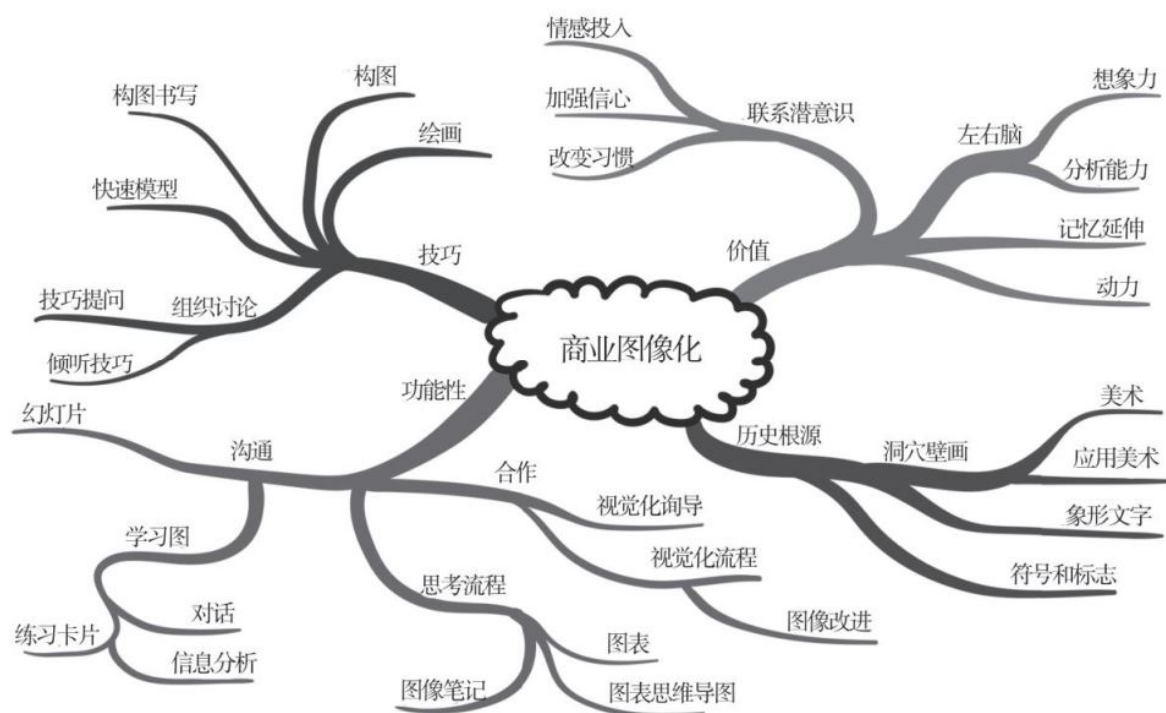 商业图像化
技巧
构图
绘画
构图书写
快速模型
组织讨论
技巧提问
倾听技巧
价值
联系潜意识
情感投入
加强信心
改变习惯
左右脑
想象力
分析能力
记忆延伸
动力
历史根源
洞穴壁画
美术
应用美术
象形文字
符号和标志
功能性
沟通
幻灯片
学习图
对话
练习卡片
信息分析
合作
视觉化询导
视觉化流程
图像改进
思考流程
图表
图表思维导图
图像笔记